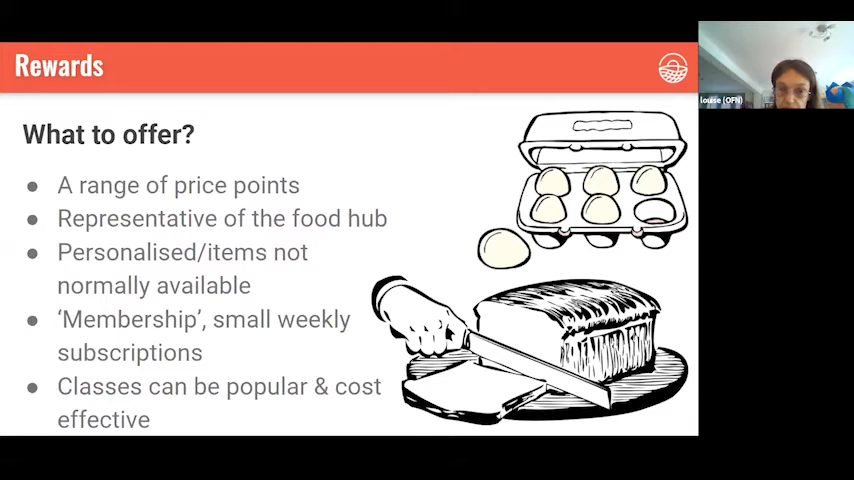 Rewards
louise (OFN)
What to offer?
● A range of price points
● Representative of the food hub
● Personalised/items not
normally available
● ‘Membership’, small weekly
subscriptions
● Classes can be popular & cost
effective